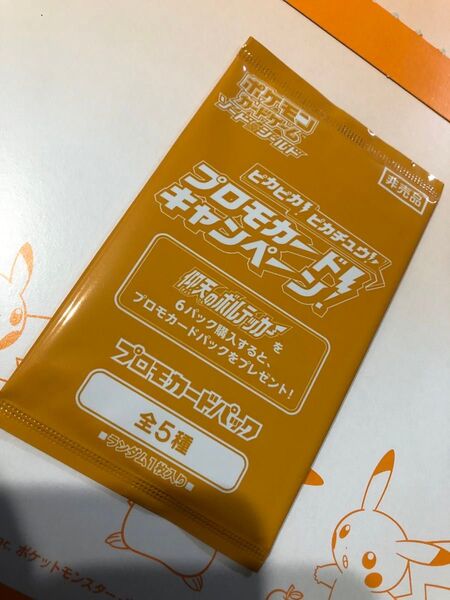 ポケモン
カードゲーム
ソード&シールド
非売品
ピカピカ!ピカチュウ!
プロモカード
キャンペーン!
仰天のボルテッカーを
6パック購入すると、
プロモカードパックをプレゼント!
プロモカードパック
全5種
■ランダム1枚入り■
ポケットモンスター・